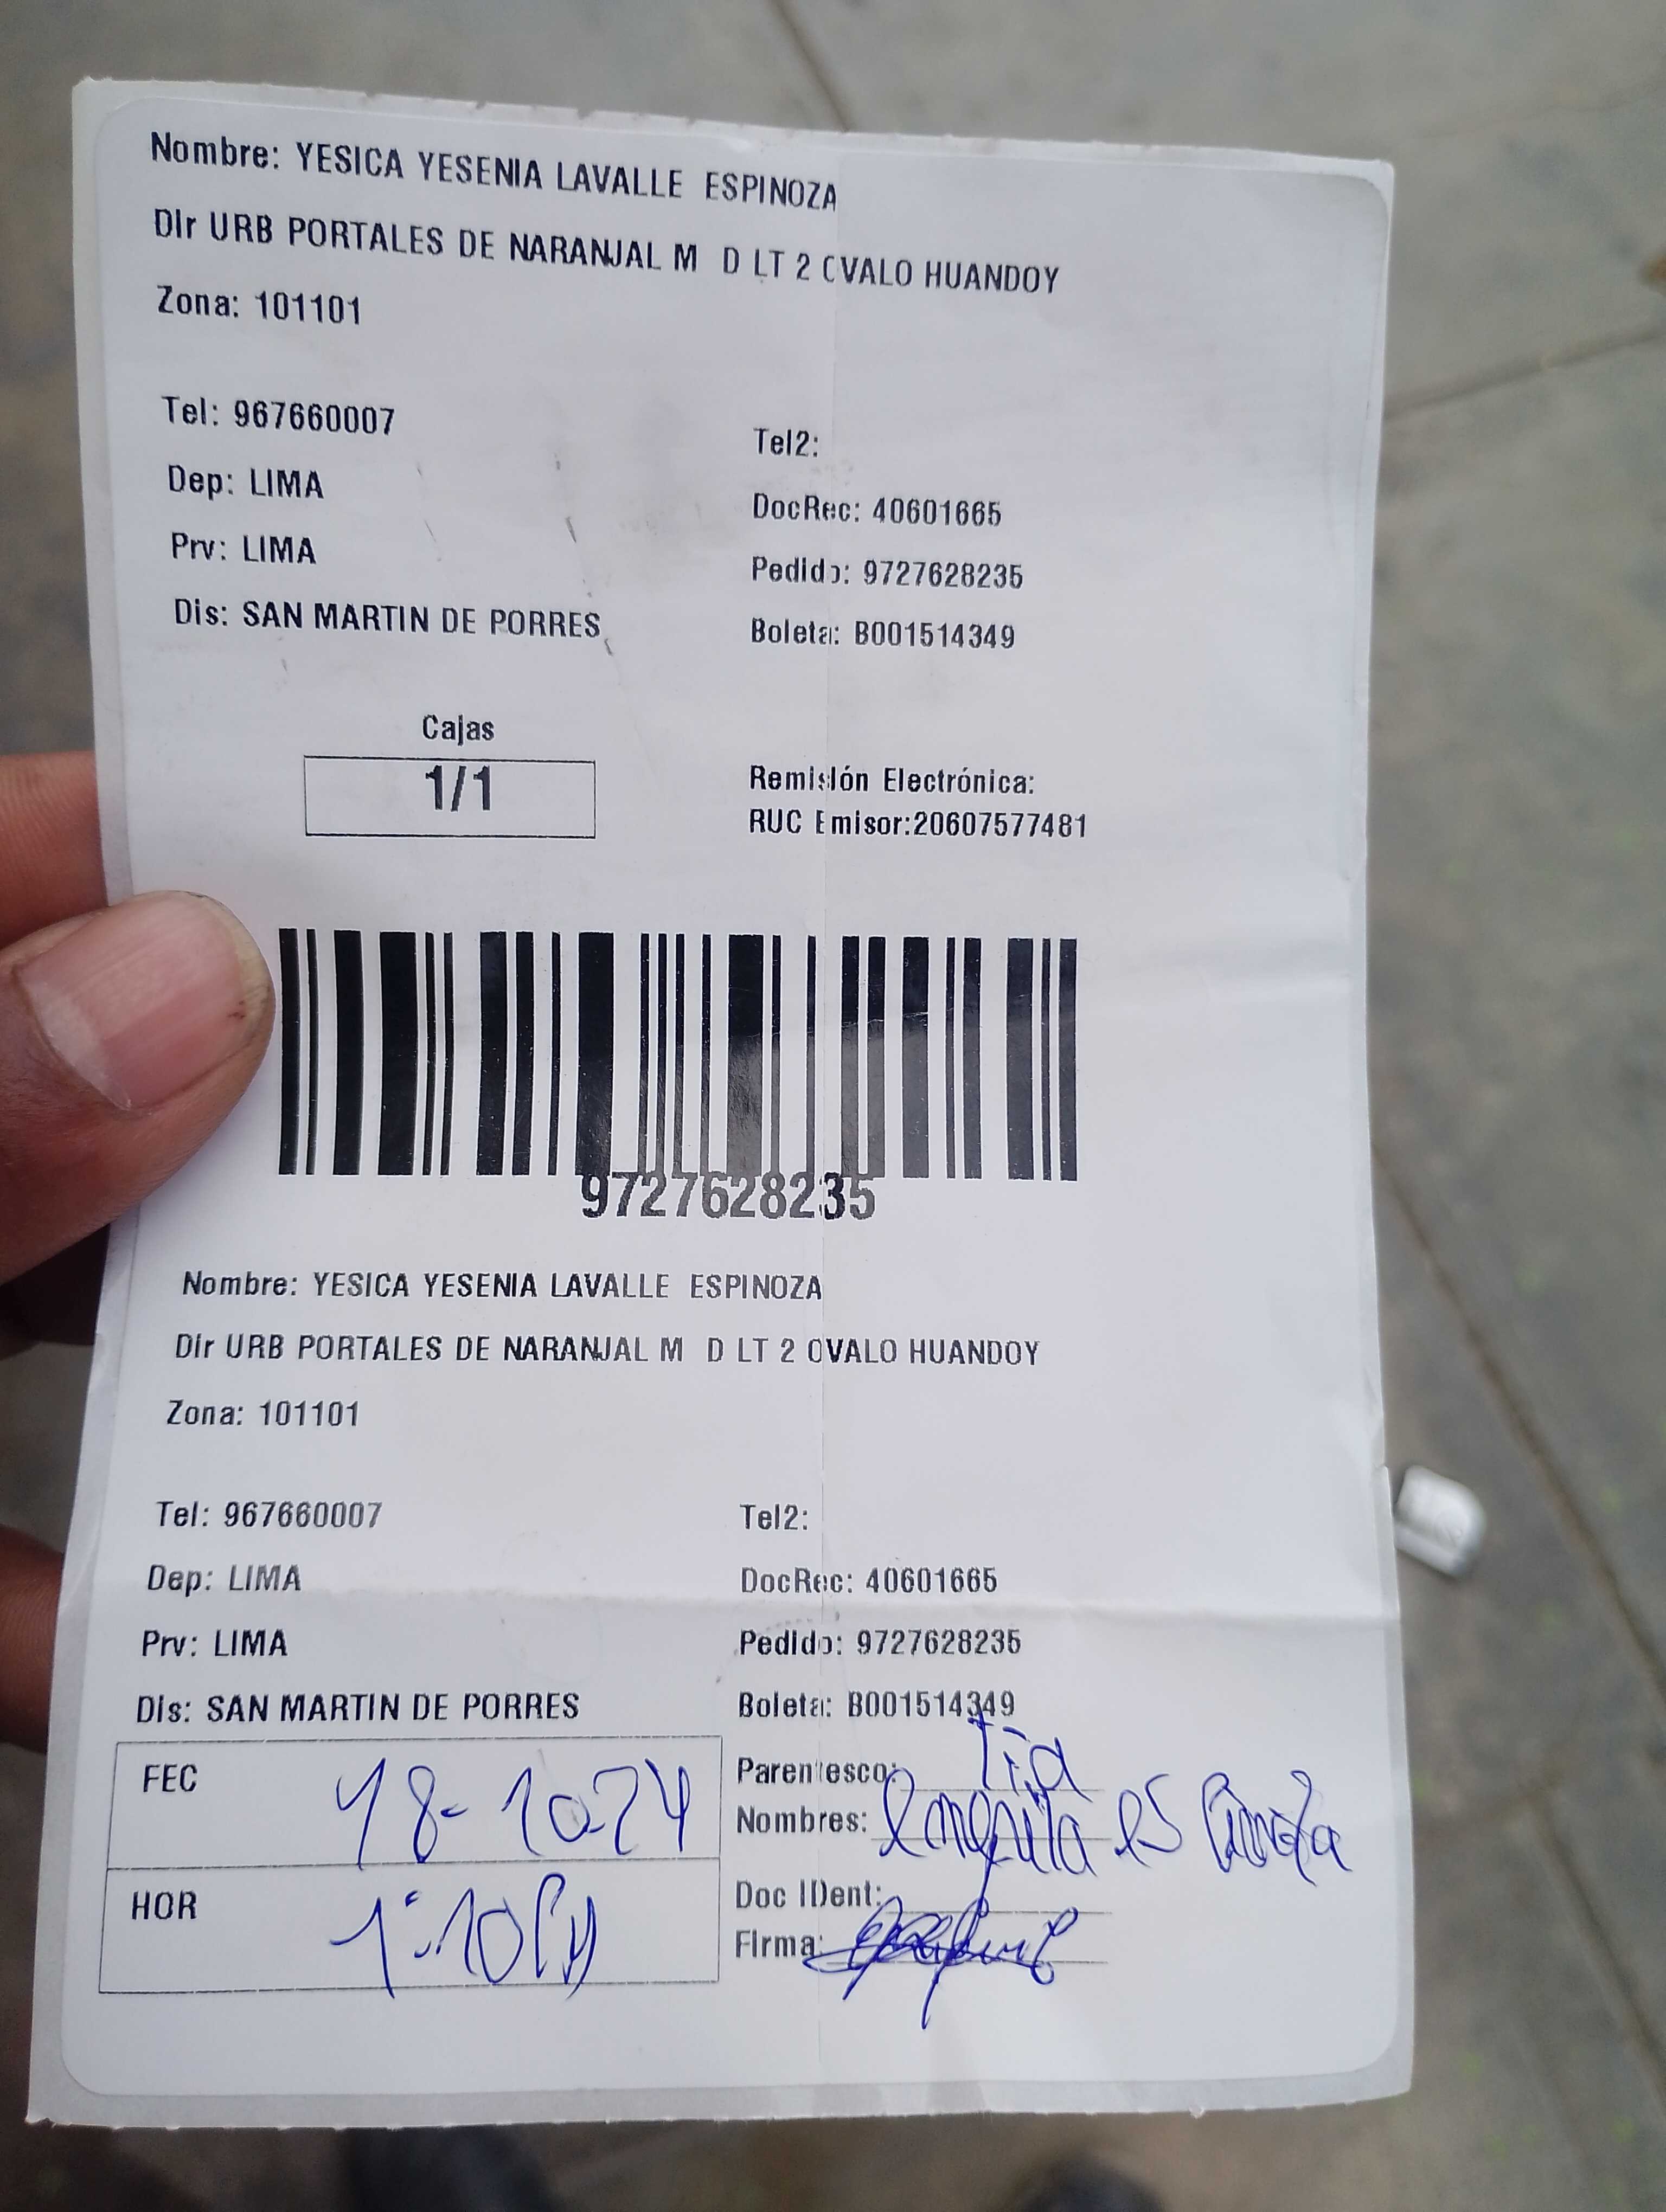 Nombre: YESICA YESENIA LAVALLE ESPINOZA
Dir URB PORTALES DE NARANJAL M D LT 2 OVALO HUANDOY
Zona: 101101
Tel: 967660007
Tel2:
Dep: LIMA
DocRec: 40601665
Prv: LIMA
Pedido: 9727628235
Dis: SAN MARTIN DE PORRES
Boleta: B001514349
Cajas
1/1
Remisión Electrónica:
RUC Emisor:20607577481
9727628235
Nombre: YESICA YESENIA LAVALLE ESPINOZA
Dir URB PORTALES DE NARANJAL M D LT 2 OVALO HUANDOY
Zona: 101101
Tel: 967660007
Tel2:
Dep: LIMA
DocRec: 40601665
Prv: LIMA
Pedido: 9727628235
Dis: SAN MARTIN DE PORRES
Boleta: B001514349
FEC 18-10-24
Parentesco: tia
Nombres:
HOR 1:10
Doc IDent:
Firma: